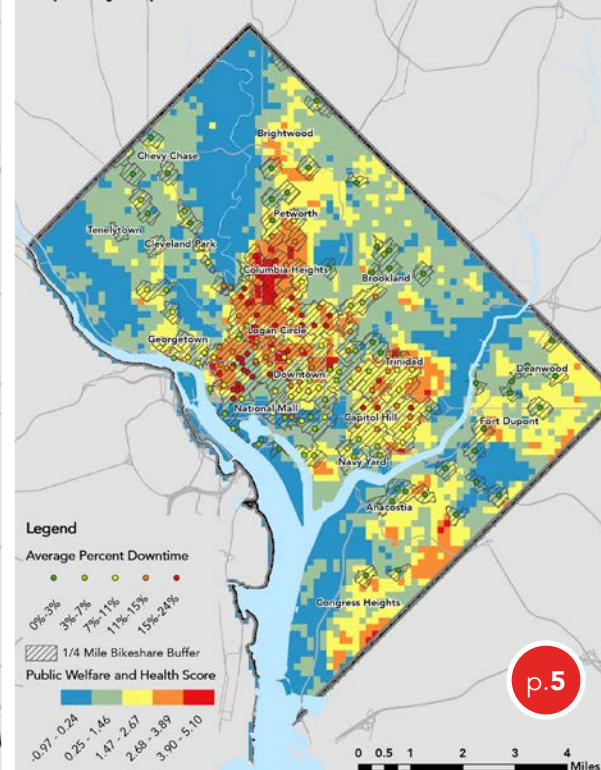 Brightwood
Chevy Chase
Petworth
Tenelytown
Cleveland Park
Columbia Heights
Brookland
Logan Circle
Georgetown
Trinidad
Downtown
Deanwood
National Mall
Capitol Hill
Fort Dupont
Navy Yard
Anacostia
Congress Heights
Legend
Average Percent Downtime
0%-3%
3%-7%
7%-11%
11%-15%
15%-24%
1/4 Mile Bikeshare Buffer
Public Welfare and Health Score
-0.97 - 0.24
0.25 - 1.46
1.47 - 2.67
2.68 - 3.89
3.90 - 5.10
p.5
0 0.5 1 2 3 4
Miles